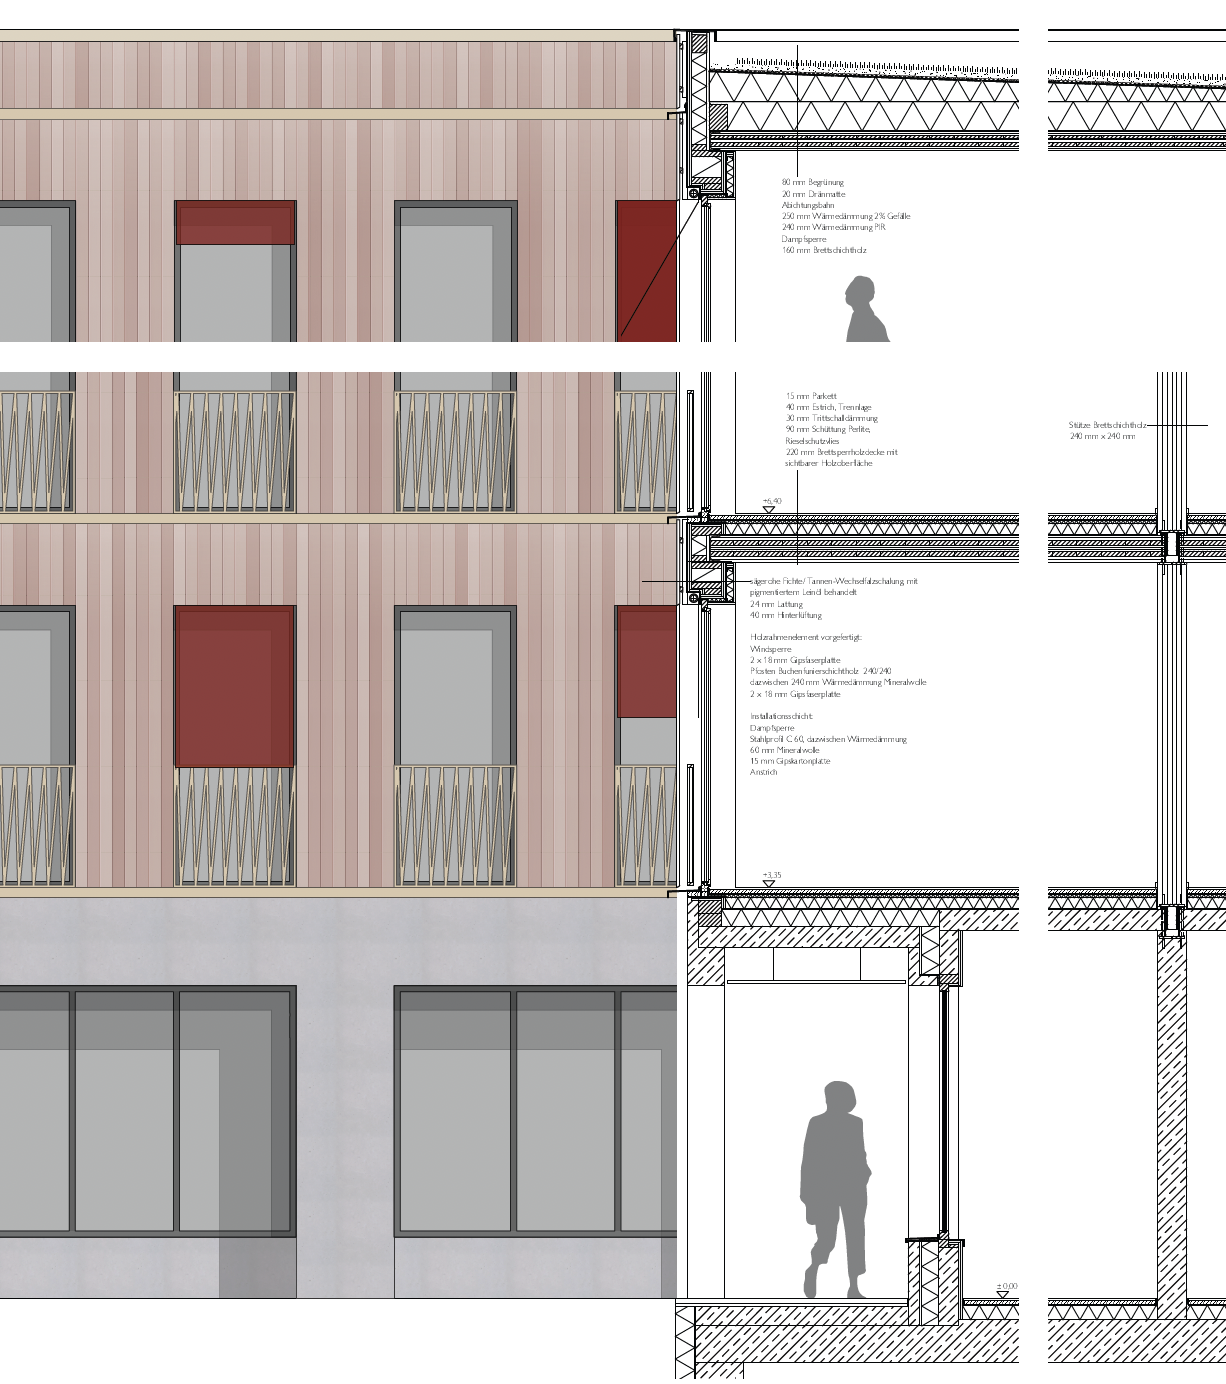 80 mm Begrünung
20 mm Dränmatte
Abichtungsbahn
250 mm Wärmedämmung 2% Gefälle
240 mm Wärmedämmung PIR
Dampfsperre
160 mm Brettschichtholz
15 mm Parkett
40 mm Estrich, Trennlage
30 mm Trittschalldämmung
90 mm Schüttung Perlite,
Rieselschutzvlies
220 mm Brettsperrholzdecke mit
sichtbarer Holzoberfläche
Stütze Brettschichtholz
240 mm x 240 mm
+6,40
sägerohe Fichte/ Tannen-Wechselfalzschalung mit
pigmentiertem Leinöl behandelt
24 mm Lattung
40 mm Hinterlüftung
Holzrahmenelement vorgefertigt:
Windsperre
2 x 18 mm Gipsfaserplatte
Pfosten Buchenfunierschichtholz 240/240
dazwischen 240 mm Wärmedämmung Mineralwolle
2 x 18 mm Gipsfaserplatte
Installationsschicht:
Dampfsperre
Stahlprofil C 60, dazwischen Wärmedämmung
60 mm Mineralwolle
15 mm Gipskartonplatte
Anstrich
+3,35
±0,00